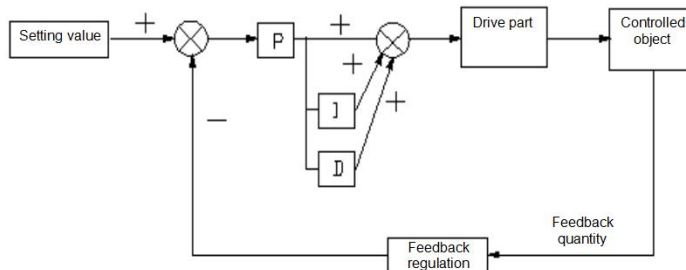 Setting value
+
P
+
+
+
I
D
Drive part
Controlled
object
−
Feedback
quantity
Feedback
regulation